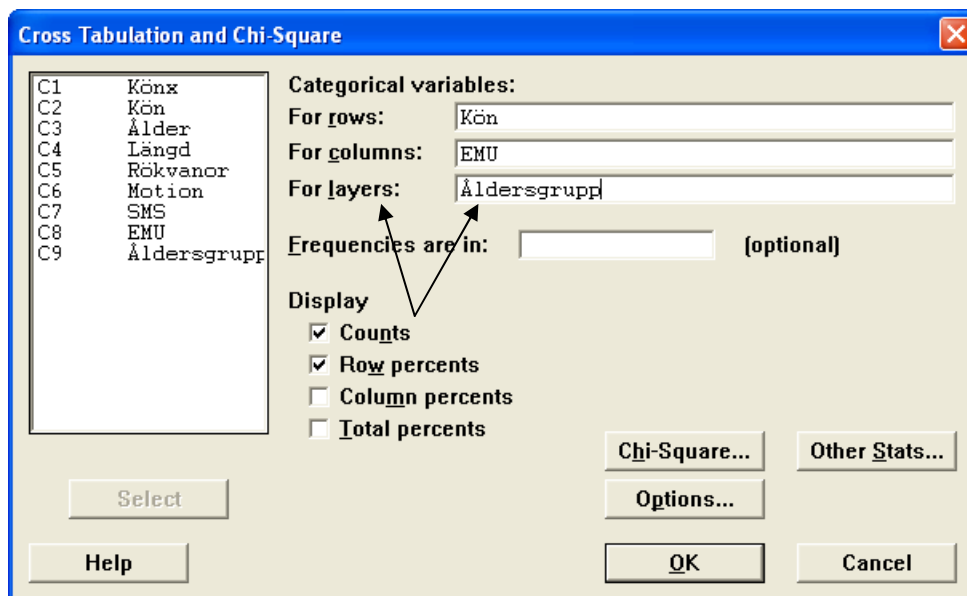 Cross Tabulation and Chi-Square
C1 Könx
C2 Kön
C3 Ålder
C4 Längd
C5 Rökvanor
C6 Motion
C7 SMS
C8 EMU
C9 Åldersgrupp
Categorical variables:
For rows: Kön
For columns: EMU
For layers: Åldersgrupp
Frequencies are in: (optional)
Display
Counts
Row percents
Column percents
Total percents
Chi-Square... Other Stats...
Select Options...
Help OK Cancel